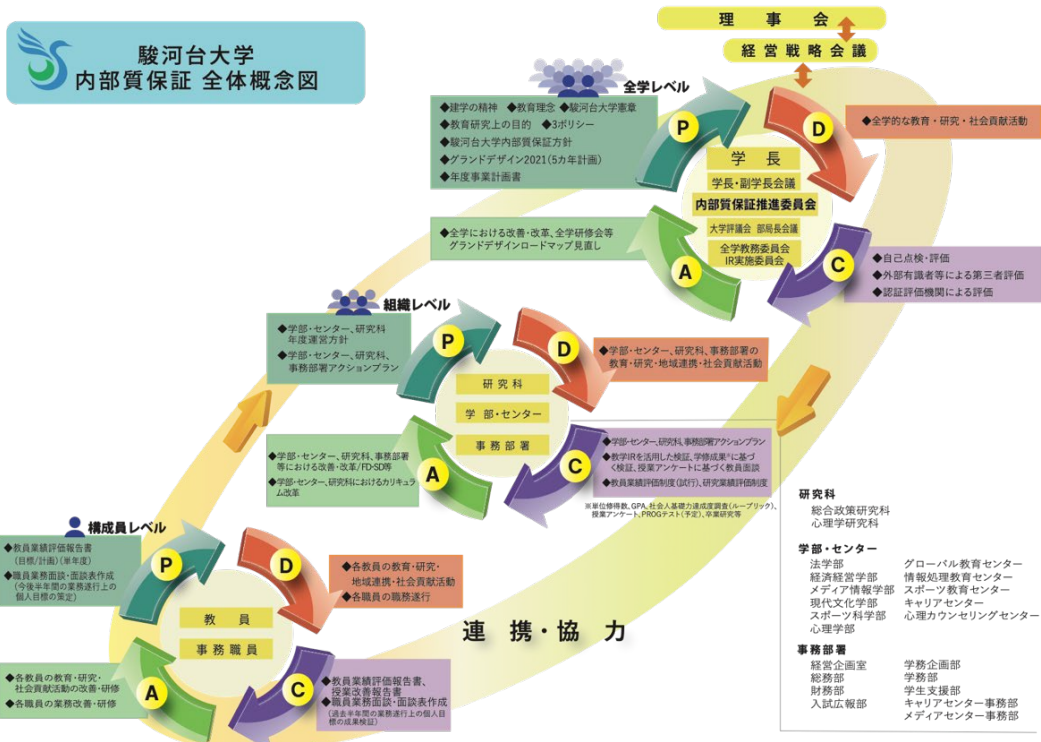 駿河台大学
内部質保証 全体概念図
理事会
経営戦略会議
全学レベル
◆建学の精神 ◆教育理念 ◆駿河台大学憲章
◆教育研究上の目的 ◆3ポリシー
◆駿河台大学内部質保証方針
◆グランドデザイン2021(5カ年計画)
◆年度事業計画書
P
D
◆全学的な教育・研究・社会貢献活動
学長
学長・副学長会議
内部質保証推進委員会
大学評議会 部局長会議
全学教務委員会
IR実施委員会
◆全学における改善・改革、全学研修会等
グランドデザインロードマップ見直し
A
C
◆自己点検・評価
◆外部有識者等による第三者評価
◆認証評価機関による評価
組織レベル
◆学部・センター、研究科
年度運営方針
◆学部・センター、研究科、
事務部署アクションプラン
P
D
◆学部・センター、研究科、事務部署の
教育・研究・地域連携・社会貢献活動
研究科
学部・センター
事務部署
◆学部・センター、研究科、事務部署
等における改善・改革/FD・SD等
◆学部・センター、研究科におけるカリキュラ
ム改革
A
C
◆学部・センター、研究科、事務部署アクションプラン
◆教学IRを活用した検証、学修成果※に基づ
く検証、授業アンケートに基づく教員面談
◆教員業績評価制度(試行)、研究業績評価制度
※単位修得数、GPA、社会人基礎力達成度調査(ルーブリック)、
授業アンケート、PROGテスト(予定)、卒業研究等
構成員レベル
◆教員業績評価報告書
(目標/計画)(単年度)
◆職員業務面談・面談表作成
(今後半年間の業務遂行上の
個人目標の策定)
P
D
◆各教員の教育・研究・
地域連携・社会貢献活動
◆各職員の職務遂行
教員
事務職員
◆各教員の教育・研究・
社会貢献活動の改善・研修
◆各職員の業務改善・研修
A
C
◆教員業績評価報告書、
授業改善報告書
◆職員業務面談・面談表作成
(過去半年間の業務遂行上の個人目
標の成果検証)
連携・協力
研究科
総合政策研究科
心理学研究科
学部・センター
法学部 グローバル教育センター
経済経営学部 情報処理教育センター
メディア情報学部 スポーツ教育センター
現代文化学部 キャリアセンター
スポーツ科学部 心理カウンセリングセンター
心理学部
事務部署
経営企画室 学務企画部
総務部 学務部
財務部 学生支援部
入試広報部 キャリアセンター事務部
メディアセンター事務部